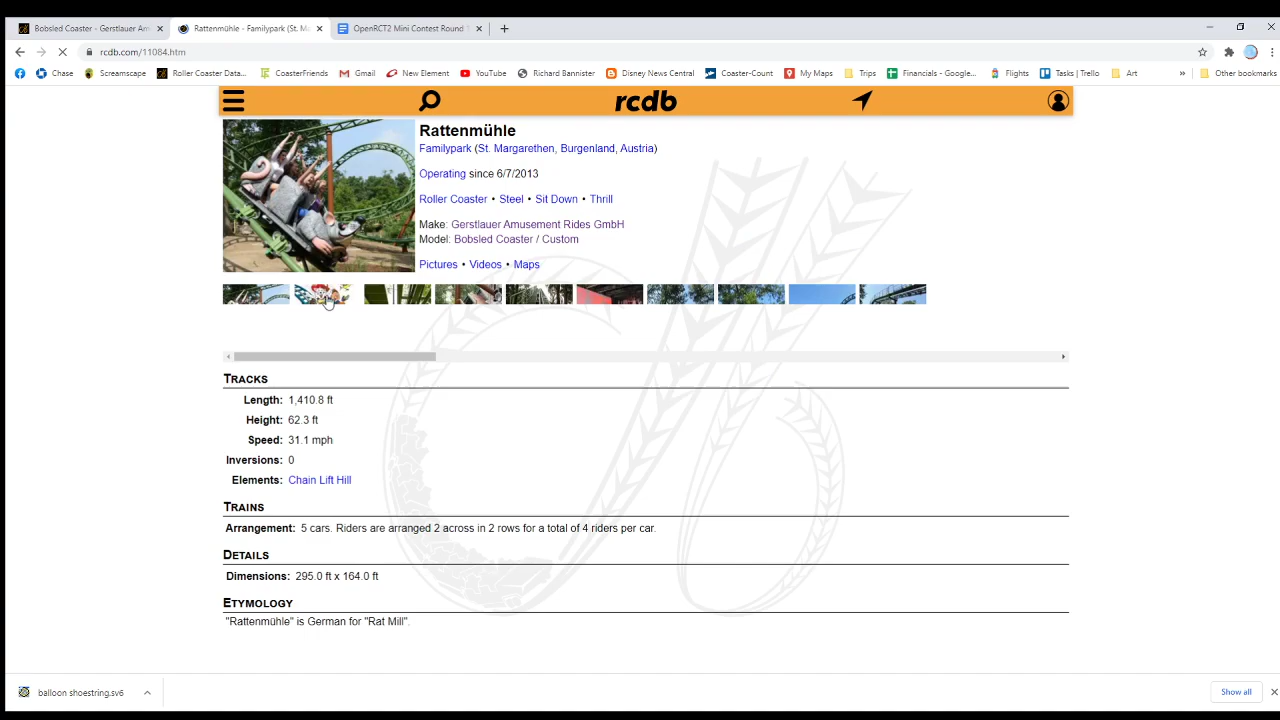 Bobsled Coaster - Gerstlauer Am
Rattenmühle - Familypark (St. M
OpenRCT2 Mini Contest Round
rcdb.com/11084.htm
Chase
Screamscape
Roller Coaster Data...
CoasterFriends
Gmail
New Element
YouTube
Richard Bannister
Disney News Central
Coaster-Count
My Maps
Trips
Financials - Google...
Flights
Tasks | Trello
Art
»
Other bookmarks
rcdb
Rattenmühle
Familypark (St. Margarethen, Burgenland, Austria)
Operating since 6/7/2013
Roller Coaster • Steel • Sit Down • Thrill
Make: Gerstlauer Amusement Rides GmbH
Model: Bobsled Coaster / Custom
Pictures • Videos • Maps
Tracks
Length: 1,410.8 ft
Height: 62.3 ft
Speed: 31.1 mph
Inversions: 0
Elements: Chain Lift Hill
Trains
Arrangement: 5 cars. Riders are arranged 2 across in 2 rows for a total of 4 riders per car.
Details
Dimensions: 295.0 ft x 164.0 ft
Etymology
"Rattenmühle" is German for "Rat Mill".
balloon shoestring.sv6
Show all